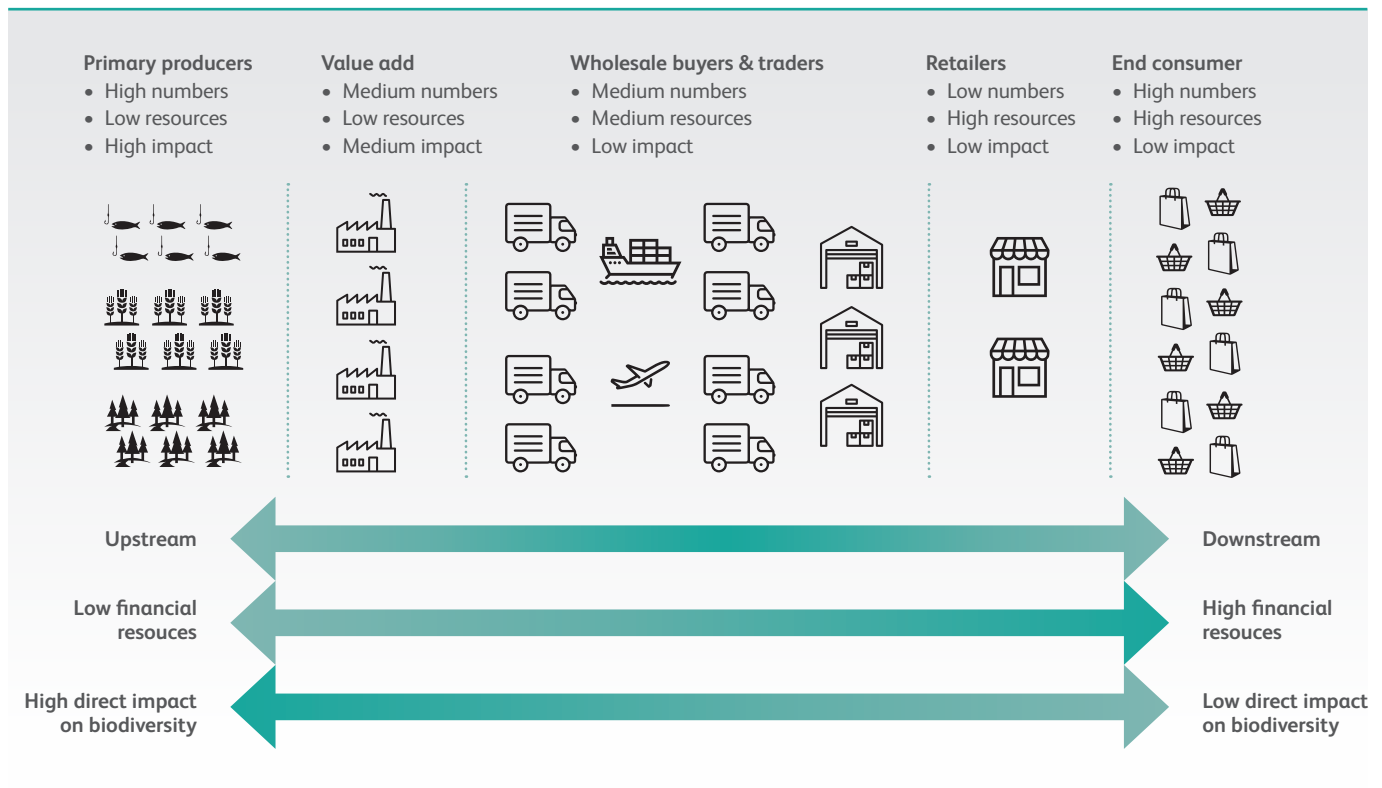 Primary producers
• High numbers
• Low resources
• High impact
Value add
• Medium numbers
• Low resources
• Medium impact
Wholesale buyers & traders
• Medium numbers
• Medium resources
• Low impact
Retailers
• Low numbers
• High resources
• Low impact
End consumer
• High numbers
• High resources
• Low impact
Upstream
Downstream
Low financial
resouces
High financial
resouces
High direct impact
on biodiversity
Low direct impact
on biodiversity